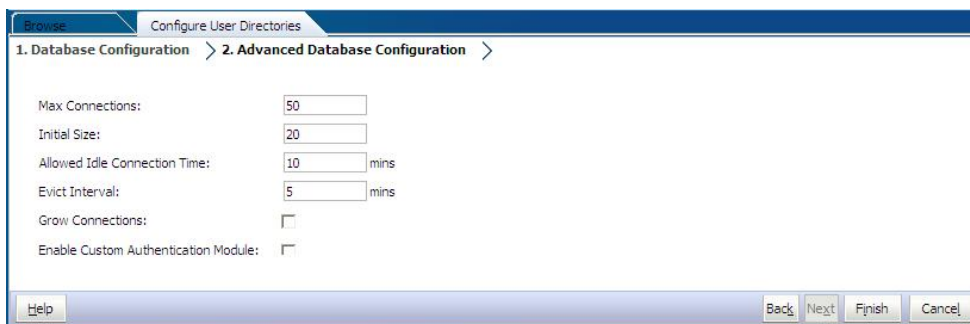 Browse Configure User Directories
1. Database Configuration 2. Advanced Database Configuration
Max Connections: 50
Initial Size: 20
Allowed Idle Connection Time: 10 mins
Evict Interval: 5 mins
Grow Connections:
Enable Custom Authentication Module:
Help Back Next Finish Cancel